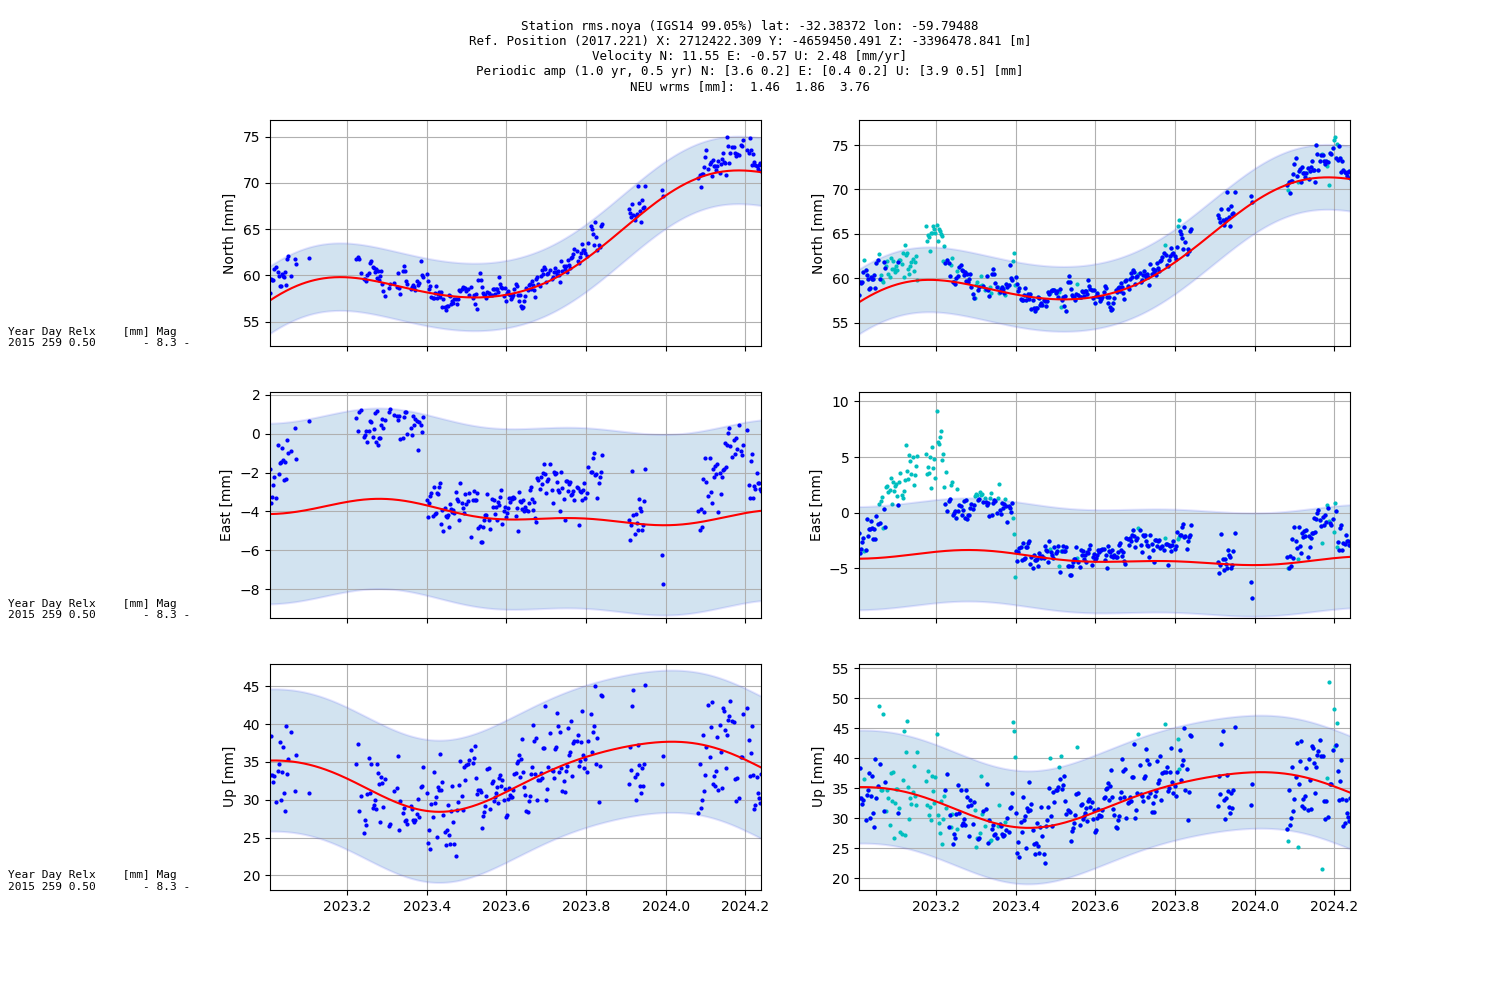 Station rms.noya (IGS14 99.05%) lat: -32.38372 lon: -59.79488
Ref. Position (2017.221) X: 2712422.309 Y: -4659450.491 Z: -3396478.841 [m]
Velocity N: 11.55 E: -0.57 U: 2.48 [mm/yr]
Periodic amp (1.0 yr, 0.5 yr) N: [3.6 0.2] E: [0.4 0.2] U: [3.9 0.5] [mm]
NEU wrms [mm]: 1.46 1.86 3.76
North [mm]
75
70
65
60
55
North [mm]
75
70
65
60
55
Year Day Relx [mm] Mag
2015 259 0.50 - 8.3 -
East [mm]
2
0
−2
−4
−6
−8
East [mm]
10
5
0
−5
Year Day Relx [mm] Mag
2015 259 0.50 - 8.3 -
Up [mm]
45
40
35
30
25
20
Up [mm]
55
50
45
40
35
30
25
20
Year Day Relx [mm] Mag
2015 259 0.50 - 8.3 -
2023.2 2023.4 2023.6 2023.8 2024.0 2024.2
2023.2 2023.4 2023.6 2023.8 2024.0 2024.2